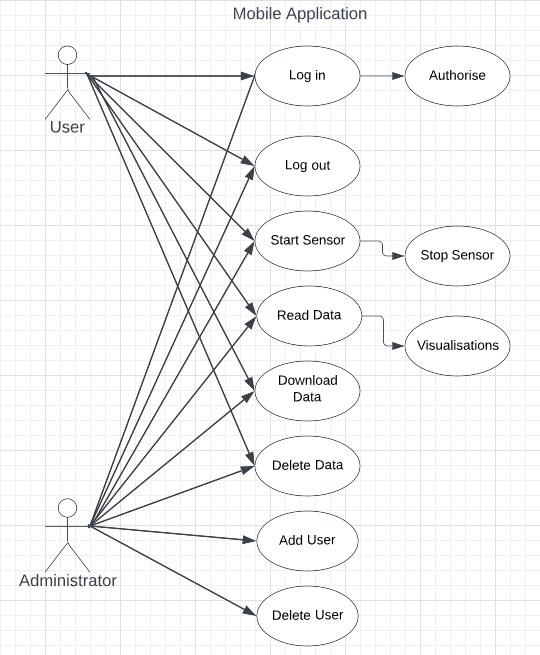 Mobile Application
Log in
Authorise
User
Log out
Start Sensor
Stop Sensor
Read Data
Visualisations
Download
Data
Delete Data
Add User
Administrator
Delete User